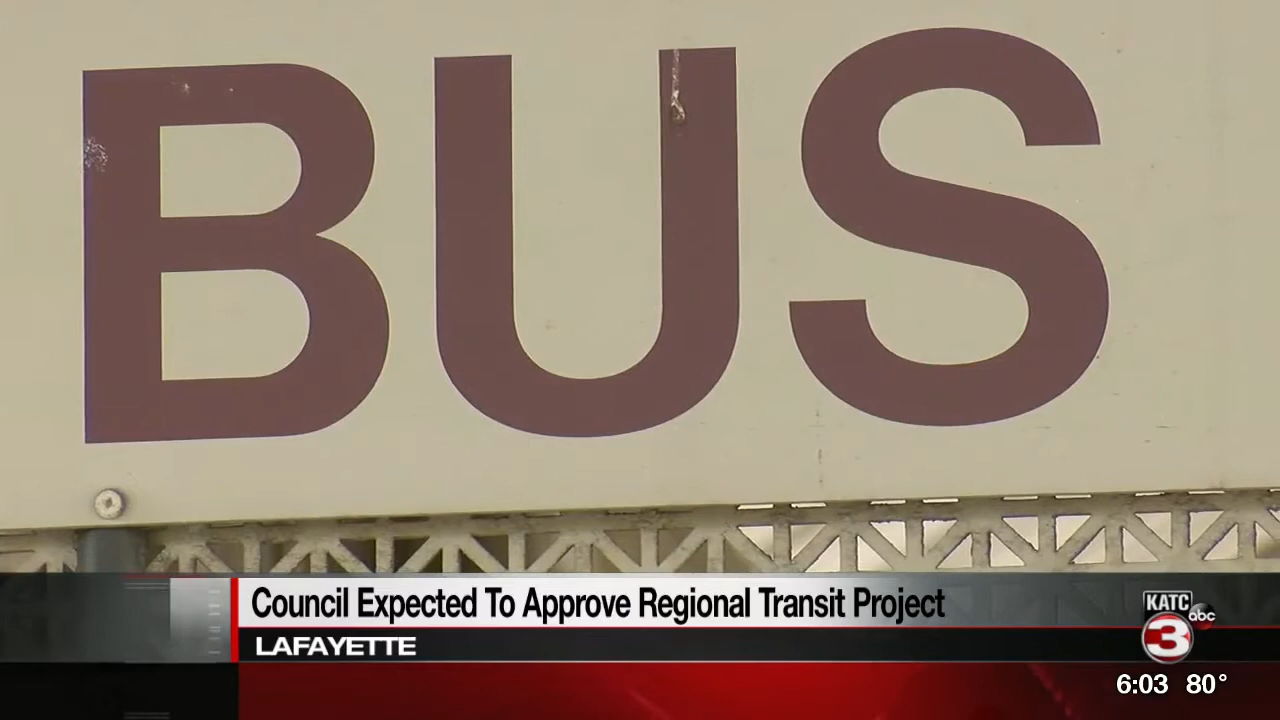 BUS
Council Expected To Approve Regional Transit Project
LAFAYETTE
KATC
abc
3
6:03 80°